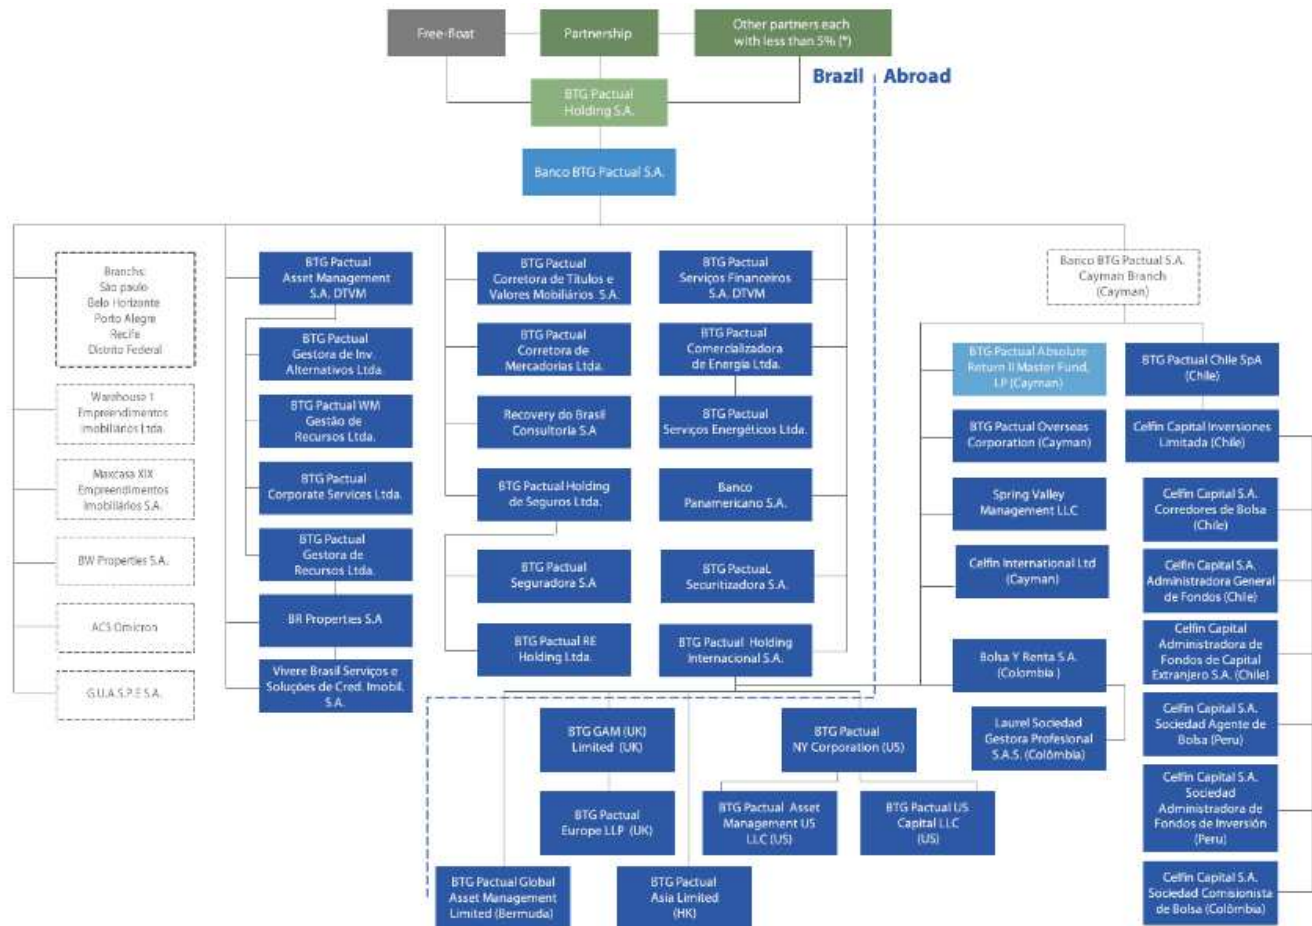 Free-float
Partnership
Other partners each
with less than 5% (*)
Brazil
Abroad
BTG Pactual
Holding S.A.
Banco BTG Pactual S.A.
Branchs:
São paulo
Belo Horizonte
Porto Alegre
Recife
Distrito Federal
Warehouse 1
Empreendimentos
Imobiliários Ltda.
Maxcasa XIX
Empreendimentos
Imobiliários S.A.
BW Properties S.A.
ACS Omicron
G.U.A.S.P.E S.A.
BTG Pactual
Asset Management
S.A. DTVM
BTG Pactual
Gestora de Inv.
Alternativos Ltda.
BTG Pactual WM
Gestão de
Recursos Ltda.
BTG Pactual
Corporate Services Ltda.
BTG Pactual
Gestora de
Recursos Ltda.
BR Properties S.A
Vivere Brasil Serviços e
Soluções de Cred. Imobil.
S.A.
BTG Pactual
Corretora de Títulos e
Valores Mobiliários S.A.
BTG Pactual
Corretora de
Mercadorias Ltda.
Recovery do Brasil
Consultoria S.A
BTG Pactual Holding
de Seguros Ltda.
BTG Pactual
Seguradora S.A
BTG Pactual RE
Holding Ltda.
BTG Pactual
Serviços Financeiros
S.A. DTVM
BTG Pactual
Comercializadora
de Energia Ltda.
BTG Pactual
Serviços Energéticos Ltda.
Banco
Panamericano S.A.
BTG Pactual
Securitizadora S.A.
BTG Pactual Holding
Internacional S.A.
Banco BTG Pactual S.A.
Cayman Branch
(Cayman)
BTG Pactual Absolute
Return II Master Fund,
LP (Cayman)
BTG Pactual Overseas
Corporation (Cayman)
Spring Valley
Management LLC
Celfin International Ltd
(Cayman)
Bolsa Y Renta S.A.
(Colombia )
Laurel Sociedad
Gestora Profesional
S.A.S. (Colômbia)
BTG Pactual Chile SpA
(Chile)
Celfin Capital Inversiones
Limitada (Chile)
Celfin Capital S.A.
Corredores de Bolsa
(Chile)
Celfin Capital S.A.
Administradora General
de Fondos (Chile)
Celfin Capital
Administradora de
Fondos de Capital
Extranjero S.A. (Chile)
Celfin Capital S.A.
Sociedad Agente de
Bolsa (Peru)
Celfin Capital S.A.
Sociedad
Administradora de
Fondos de Inversión
(Peru)
Celfin Capital S.A.
Sociedad Comisionista
de Bolsa (Colômbia)
BTG GAM (UK)
Limited (UK)
BTG Pactual
Europe LLP (UK)
BTG Pactual
NY Corporation (US)
BTG Pactual Asset
Management US
LLC (US)
BTG Pactual US
Capital LLC
(US)
BTG Pactual Global
Asset Management
Limited (Bermuda)
BTG Pactual
Asia Limited
(HK)